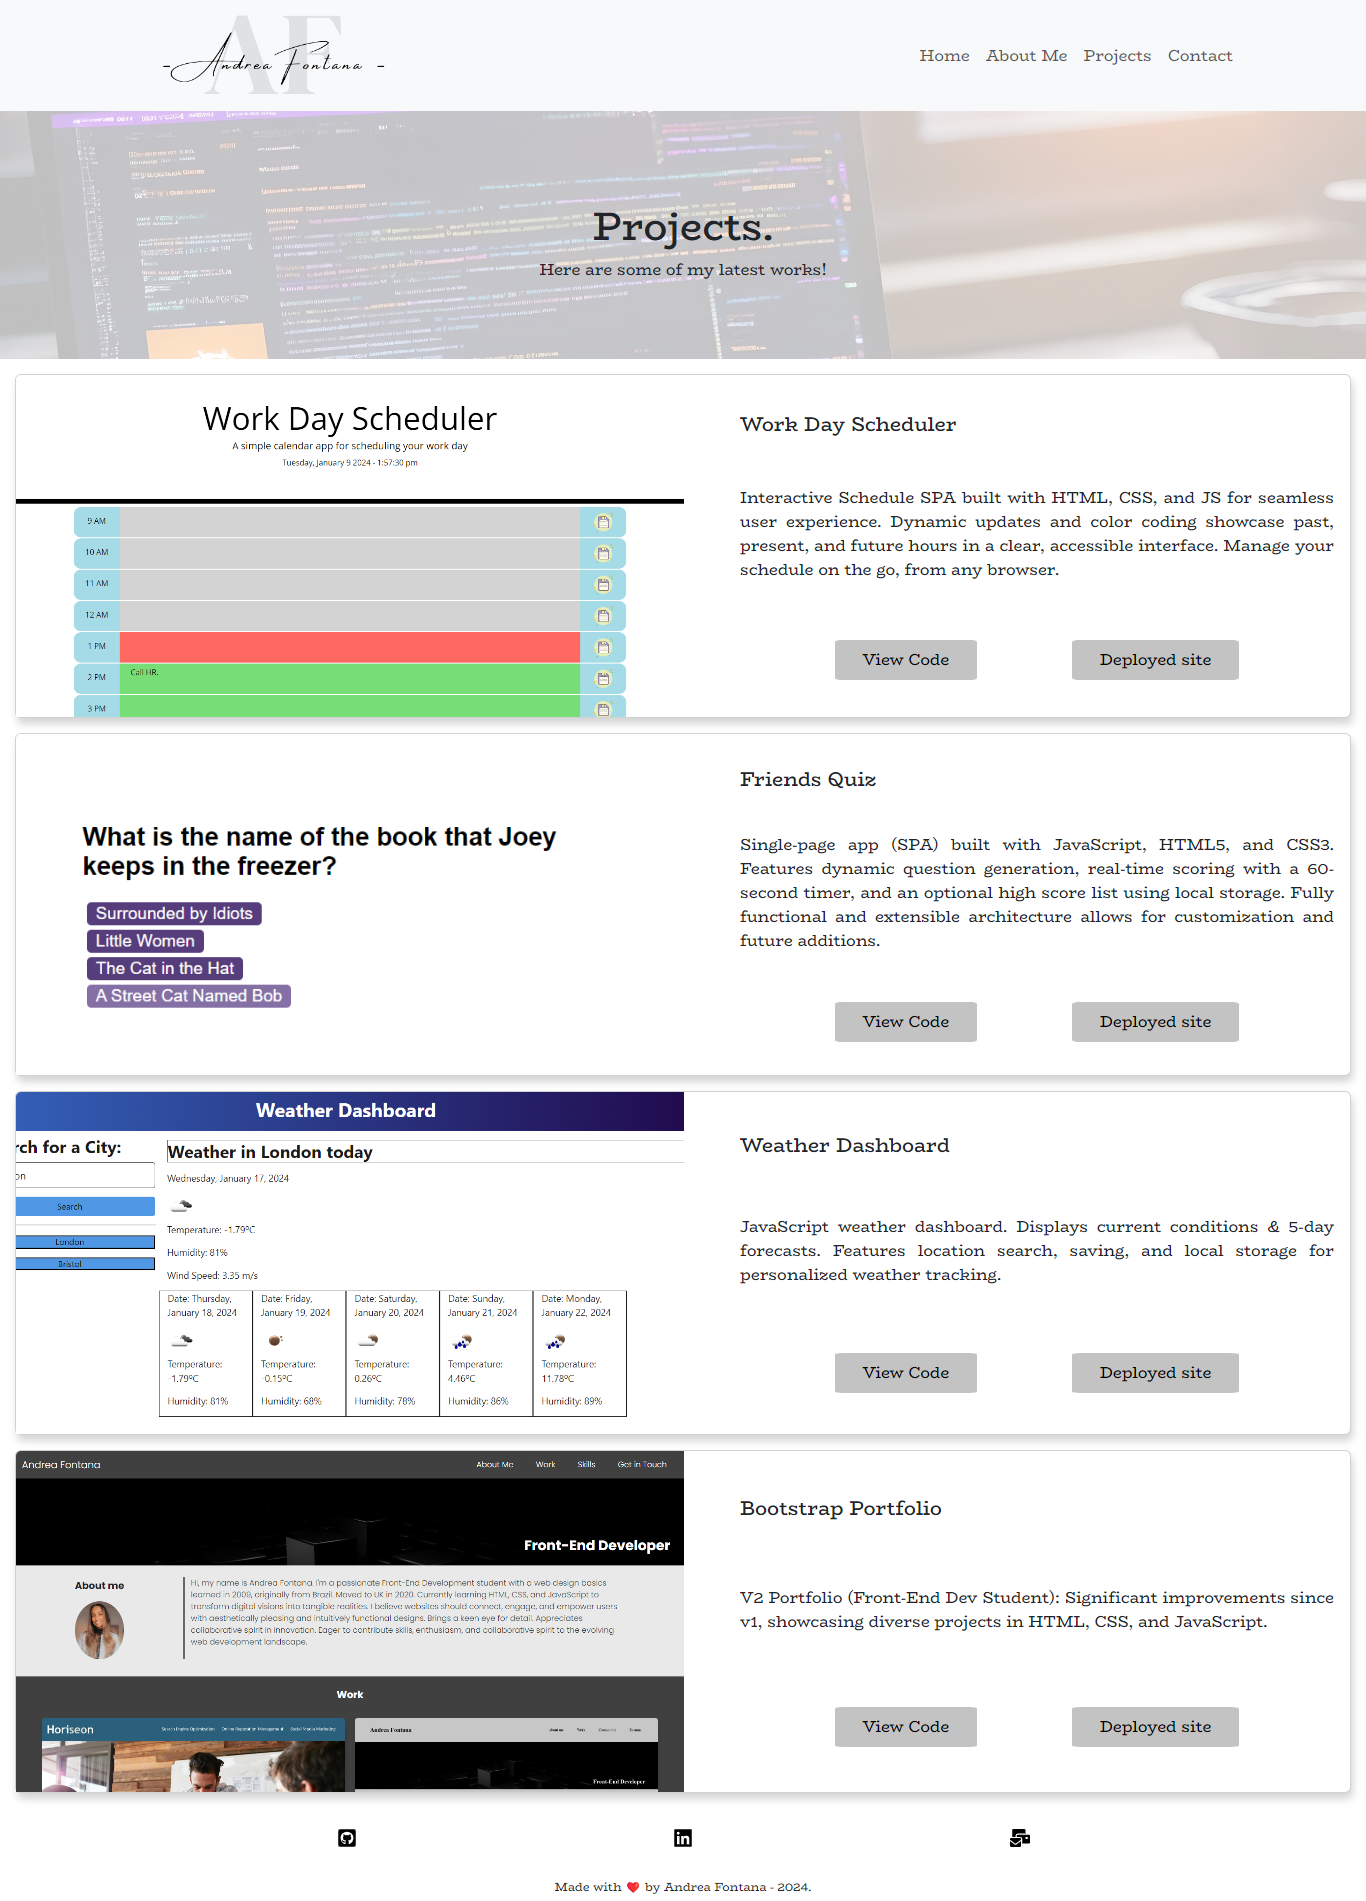 AF
- Andrea Fontana -
Home About Me Projects Contact
Projects.
Here are some of my latest works!
Work Day Scheduler
A simple calendar app for scheduling your work day
Tuesday, January 9 2024 - 1:57:30 pm
9 AM
10 AM
11 AM
12 AM
1 PM
2 PM Call HR.
3 PM
Work Day Scheduler
Interactive Schedule SPA built with HTML, CSS, and JS for seamless
user experience. Dynamic updates and color coding showcase past,
present, and future hours in a clear, accessible interface. Manage your
schedule on the go, from any browser.
View Code Deployed site
What is the name of the book that Joey
keeps in the freezer?
Surrounded by Idiots
Little Women
The Cat in the Hat
A Street Cat Named Bob
Friends Quiz
Single-page app (SPA) built with JavaScript, HTML5, and CSS3.
Features dynamic question generation, real-time scoring with a 60-
second timer, and an optional high score list using local storage. Fully
functional and extensible architecture allows for customization and
future additions.
View Code Deployed site
Weather Dashboard
rch for a City:
on
Search
London
Bristol
Weather in London today
Wednesday, January 17, 2024
Temperature: -1.79ºC
Humidity: 81%
Wind Speed: 3.35 m/s
Date: Thursday, Date: Friday, Date: Saturday, Date: Sunday, Date: Monday,
January 18, 2024 January 19, 2024 January 20, 2024 January 21, 2024 January 22, 2024
Temperature: Temperature: Temperature: Temperature: Temperature:
-1.79ºC -0.15ºC 0.26ºC 4.46ºC 11.78ºC
Humidity: 81% Humidity: 68% Humidity: 78% Humidity: 86% Humidity: 89%
Weather Dashboard
JavaScript weather dashboard. Displays current conditions & 5-day
forecasts. Features location search, saving, and local storage for
personalized weather tracking.
View Code Deployed site
Andrea Fontana About Me Work Skills Get in Touch
Front-End Developer
About me
Hi, my name is Andrea Fontana. I'm a passionate Front-End Development student with a web design basics
learned in 2009, originally from Brazil. Moved to UK in 2020. Currently learning HTML, CSS, and JavaScript to
transform digital visions into tangible realities. I believe websites should connect, engage, and empower users
with aesthetically pleasing and intuitively functional designs. Brings a keen eye for detail. Appreciates
collaborative spirit in innovation. Eager to contribute skills, enthusiasm, and collaborative spirit to the evolving
web development landscape.
Work
Horiseon Search Engine Optimization Online Reputation Management Social Media Marketing
Andrea Fontana About me Work
Front-End Developer
Bootstrap Portfolio
V2 Portfolio (Front-End Dev Student): Significant improvements since
v1, showcasing diverse projects in HTML, CSS, and JavaScript.
View Code Deployed site
Made with ❤️ by Andrea Fontana - 2024.